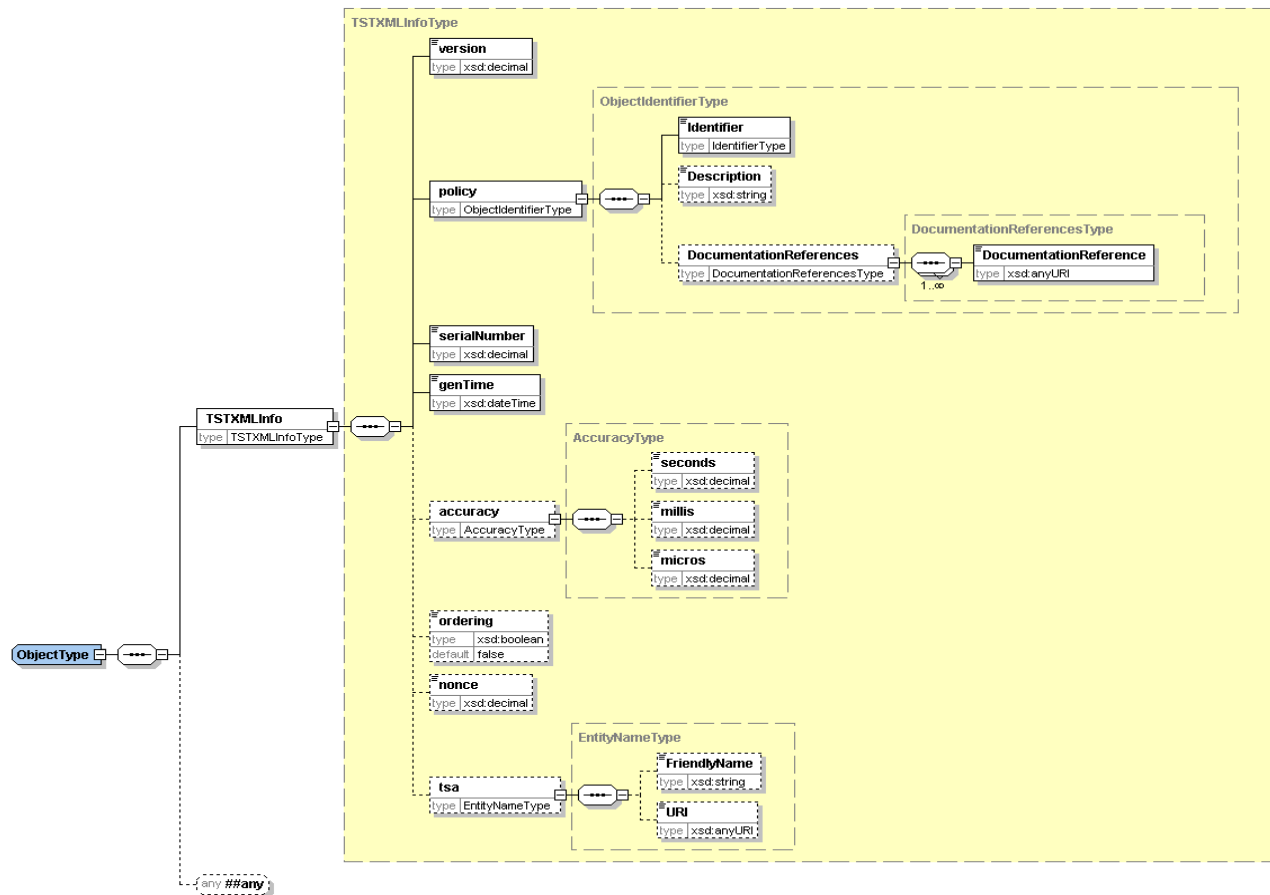 TSTXMLInfoType
version
type xsd:decimal
ObjectIdentifierType
Identifier
type IdentifierType
Description
type xsd:string
policy
type ObjectIdentifierType
DocumentationReferencesType
DocumentationReferences
type DocumentationReferencesType
DocumentationReference
type xsd:anyURI
1..∞
serialNumber
type xsd:decimal
genTime
type xsd:dateTime
TSTXMLInfo
type TSTXMLInfoType
AccuracyType
seconds
type xsd:decimal
accuracy
type AccuracyType
millis
type xsd:decimal
micros
type xsd:decimal
ordering
type xsd:boolean
default false
ObjectType
nonce
type xsd:decimal
EntityNameType
FriendlyName
type xsd:string
tsa
type EntityNameType
URI
type xsd:anyURI
any ##any